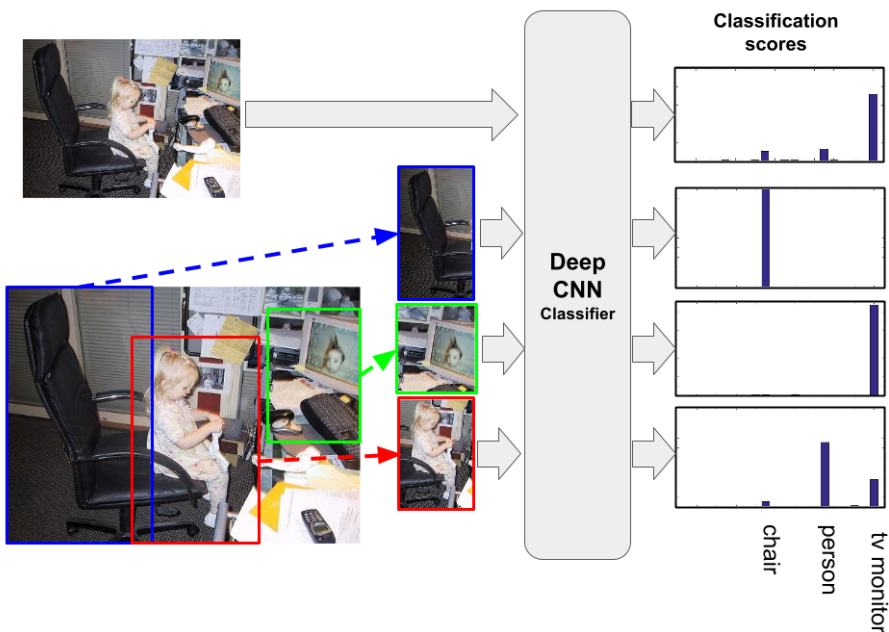 Classification
scores
Deep
CNN
Classifier
chair
person
tv monitor